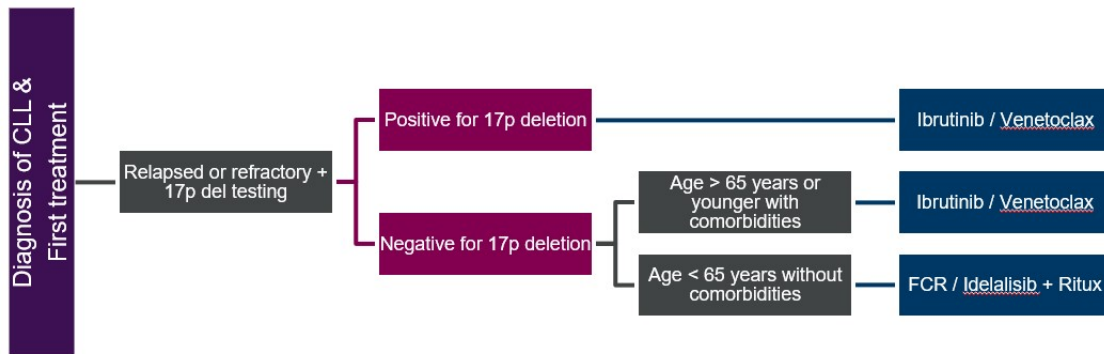 Diagnosis of CLL &
First treatment
Relapsed or refractory +
17p del testing
Positive for 17p deletion
Ibrutinib / Venetoclax
Negative for 17p deletion
Age > 65 years or
younger with
comorbidities
Ibrutinib / Venetoclax
Age < 65 years without
comorbidities
FCR / Idelalisib + Ritux